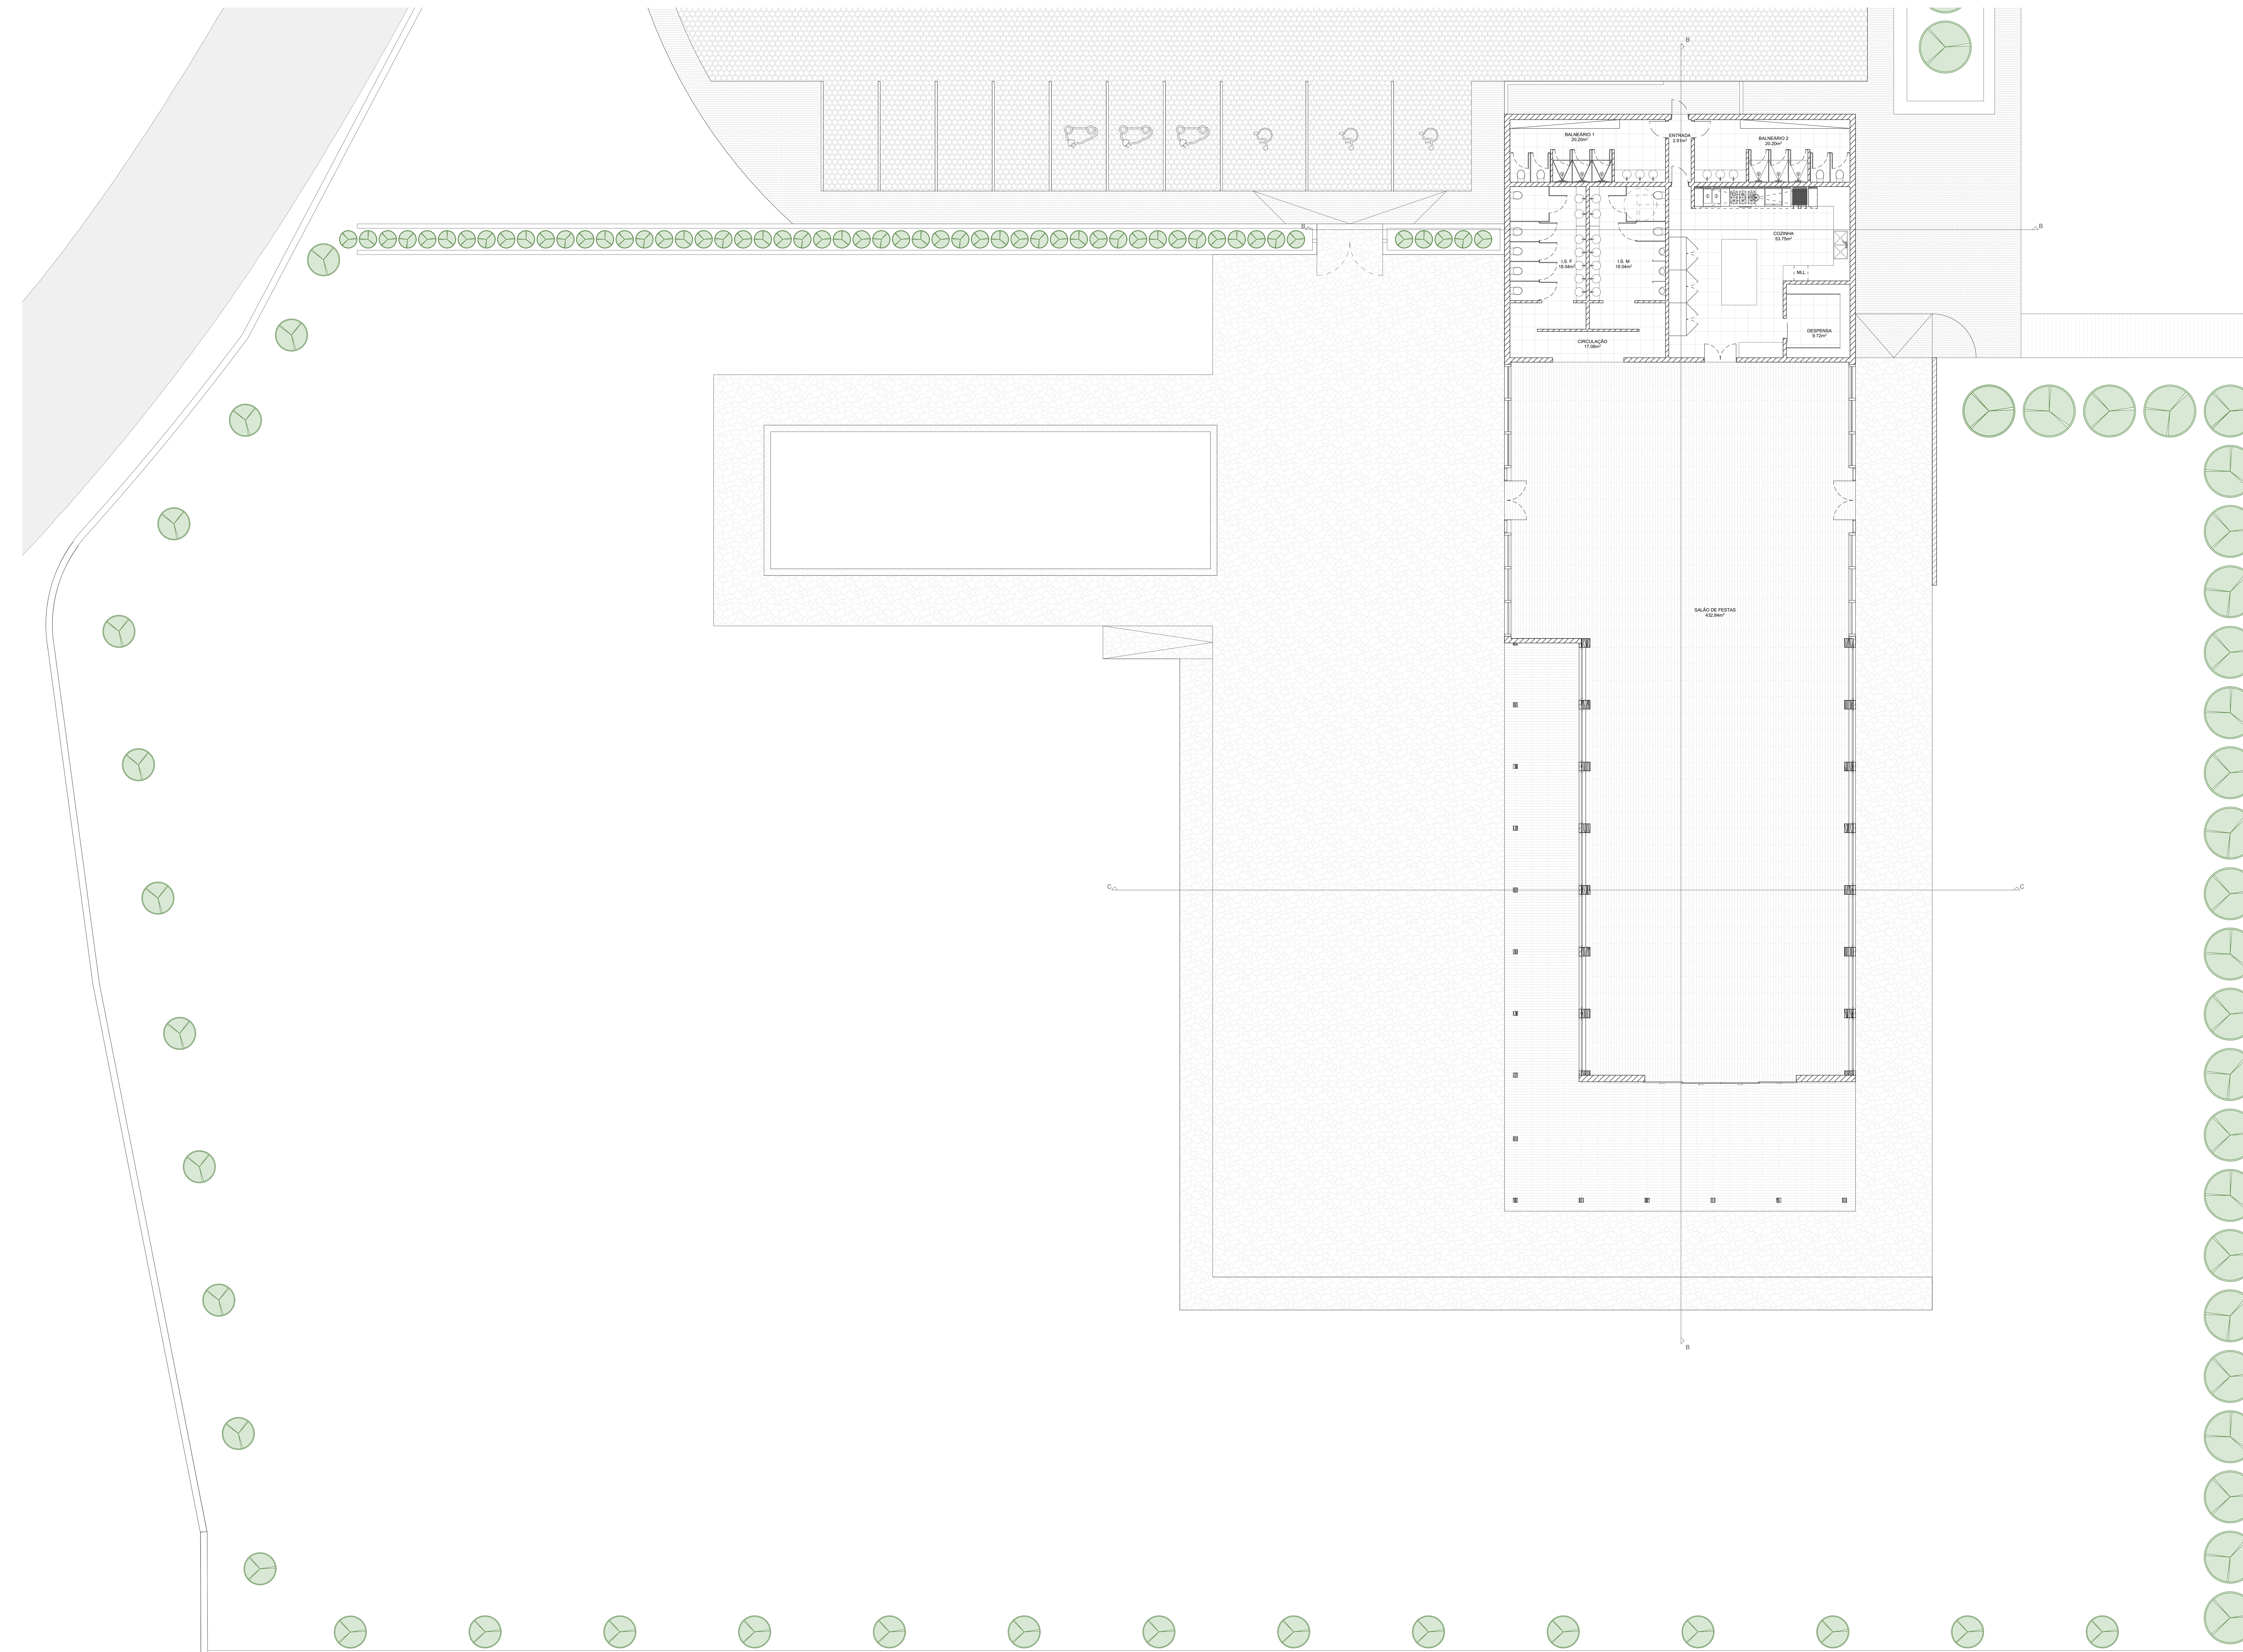 B
BALNEÁRIO 1
20.20m²
ENTRADA
2.91m²
BALNEÁRIO 2
20.20m²
B
B
COZINHA
53.75m²
I.S. F
18.04m²
I.S. M
18.04m²
MLL
DESPENSA
9.72m²
CIRCULAÇÃO
17.08m²
SALÃO DE FESTAS
432.84m²
C
C
B